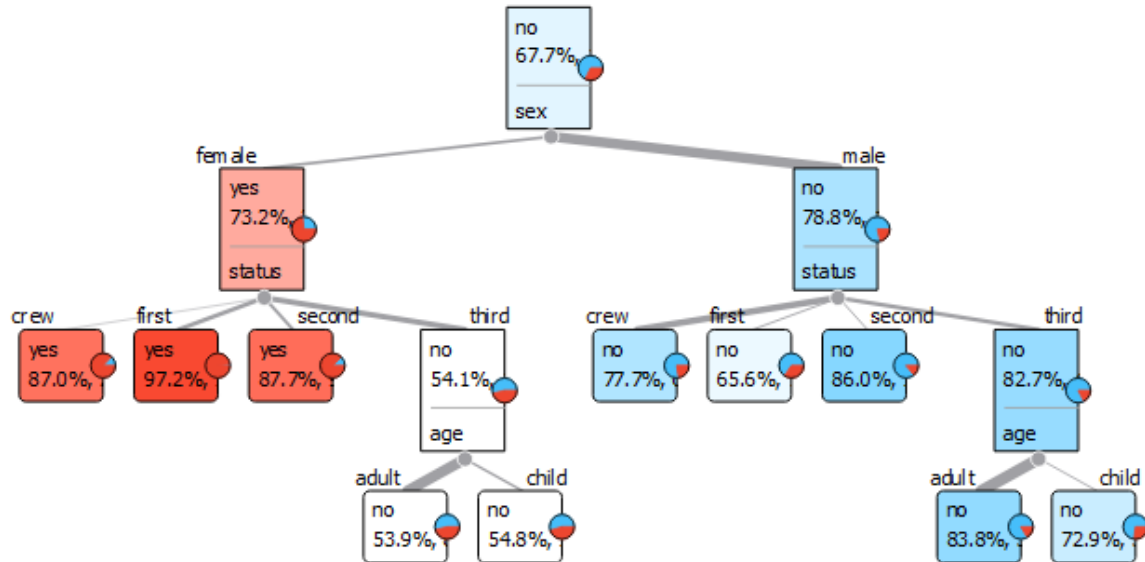 no
67.7%
sex
female
male
yes
73.2%
status
no
78.8%
status
crew
first
second
third
crew
first
second
third
yes
87.0%
yes
97.2%
yes
87.7%
no
54.1%
age
no
77.7%
no
65.6%
no
86.0%
no
82.7%
age
adult
child
adult
child
no
53.9%
no
54.8%
no
83.8%
no
72.9%